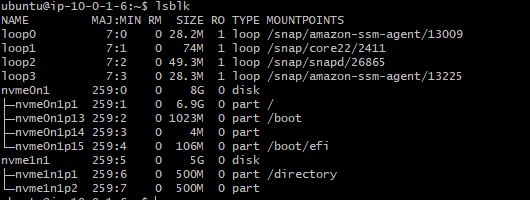 ubuntu@ip-10-0-1-6:~$ lsblk
NAME         MAJ:MIN RM  SIZE RO TYPE MOUNTPOINTS
loop0          7:0    0 28.2M  1 loop /snap/amazon-ssm-agent/13009
loop1          7:1    0   74M  1 loop /snap/core22/2411
loop2          7:2    0 49.3M  1 loop /snap/snapd/26865
loop3          7:3    0 28.3M  1 loop /snap/amazon-ssm-agent/13225
nvme0n1      259:0    0    8G  0 disk
├─nvme0n1p1  259:1    0  6.9G  0 part /
├─nvme0n1p13 259:2    0 1023M  0 part /boot
├─nvme0n1p14 259:3    0    4M  0 part
└─nvme0n1p15 259:4    0  106M  0 part /boot/efi
nvme1n1      259:5    0    5G  0 disk
├─nvme1n1p1  259:6    0  500M  0 part /directory
└─nvme1n1p2  259:7    0  500M  0 part
ubuntu@ip-10-0-1-6:~$